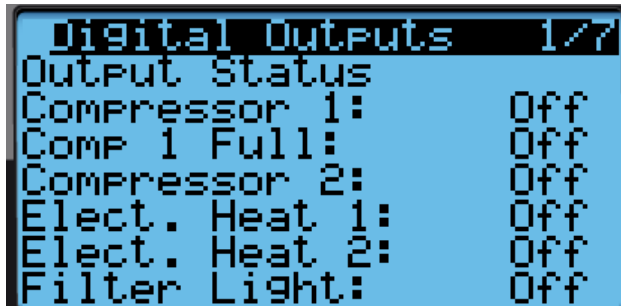 Digital Outputs 1/7
Output Status
Compressor 1: Off
Comp 1 Full: Off
Compressor 2: Off
Elect. Heat 1: Off
Elect. Heat 2: Off
Filter Light: Off